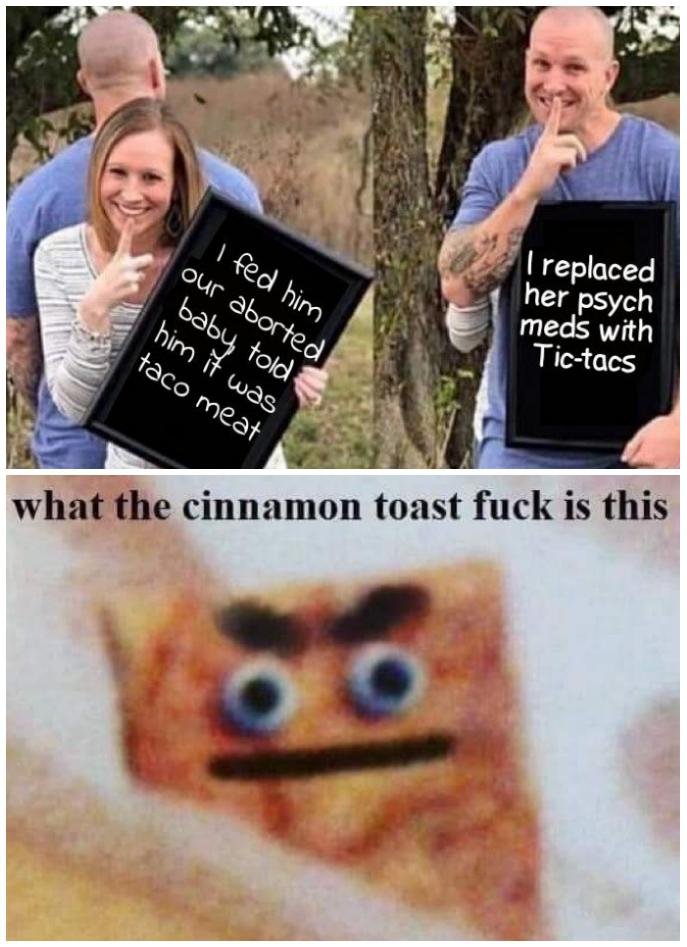 I fed him
our aborted
baby, told
him it was
taco meat
I replaced
her psych
meds with
Tic-tacs
what the cinnamon toast fuck is this